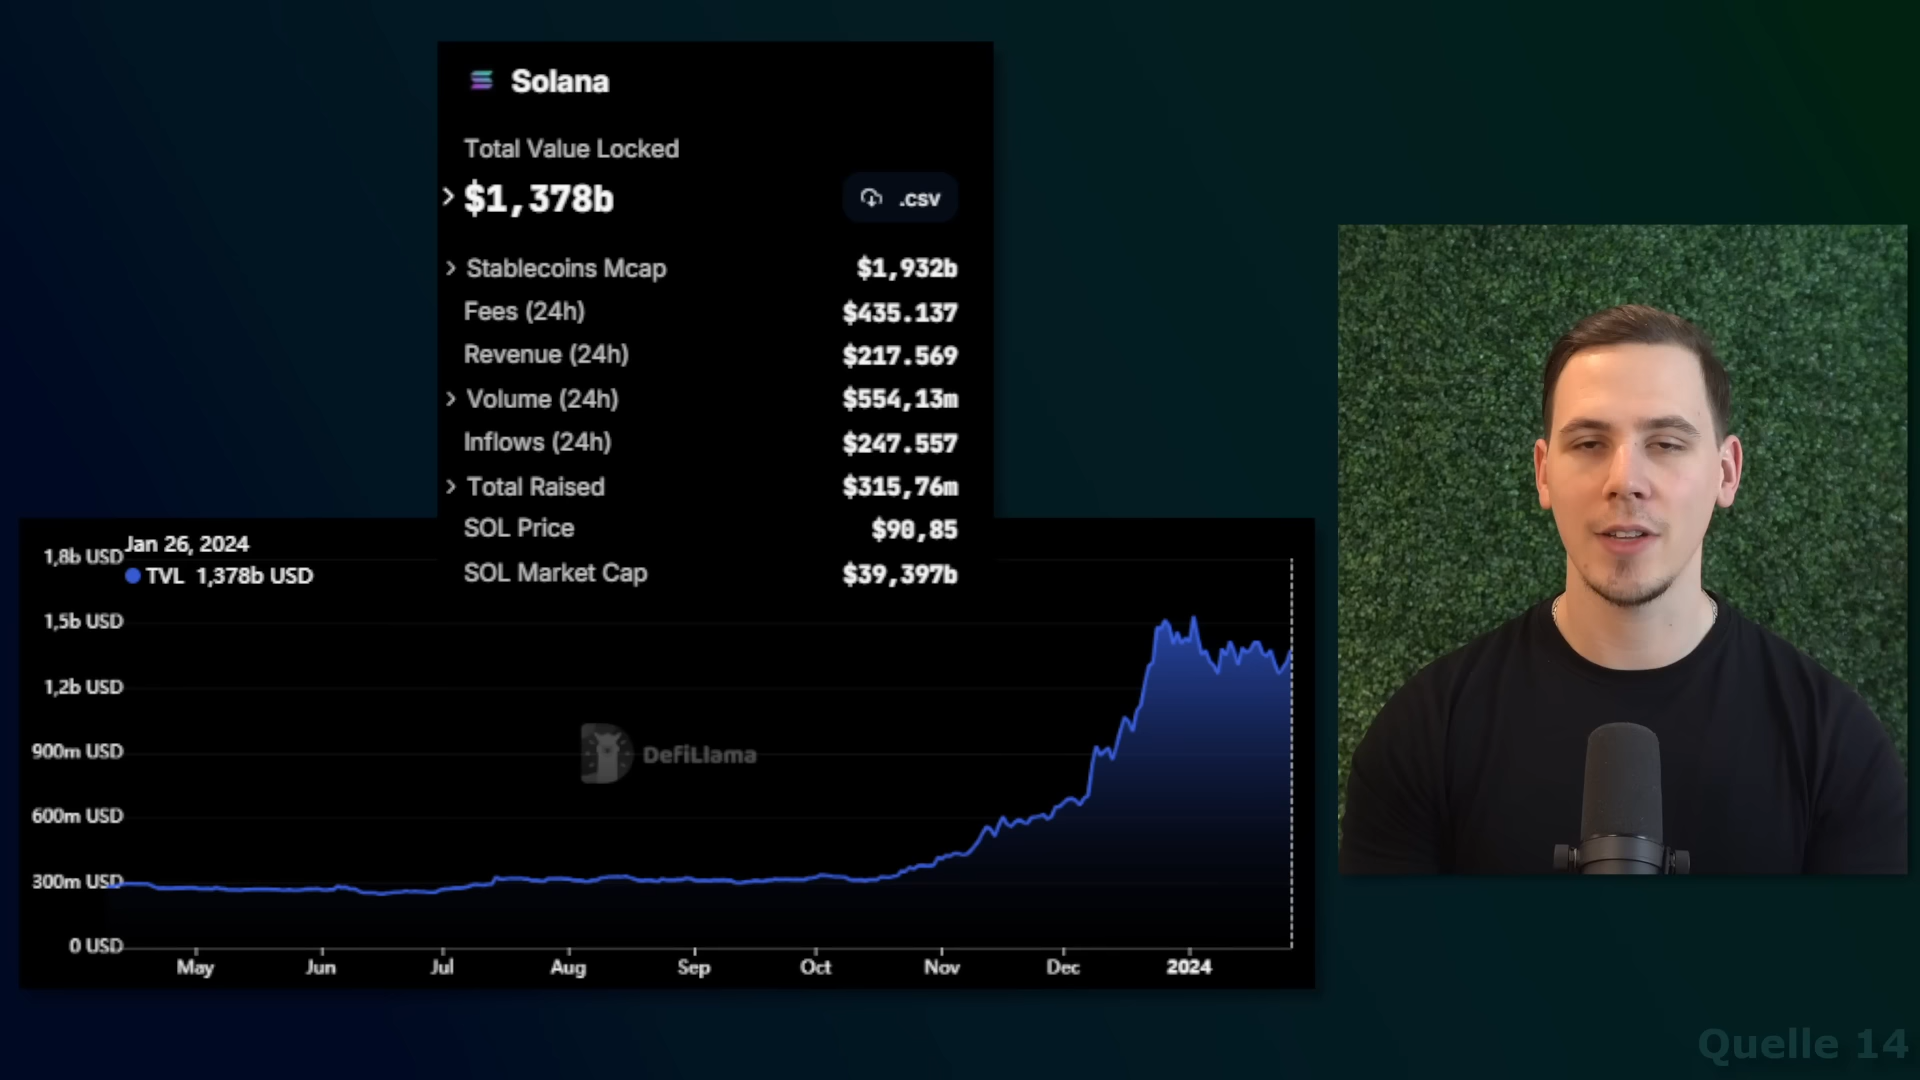 Solana
Total Value Locked
$1,378b
.csv
Stablecoins Mcap $1,932b
Fees (24h) $435.137
Revenue (24h) $217.569
Volume (24h) $554,13m
Inflows (24h) $247.557
Total Raised $315,76m
SOL Price $90,85
SOL Market Cap $39,397b
Jan 26, 2024
TVL 1,378b USD
1,8b USD
1,5b USD
1,2b USD
900m USD
600m USD
300m USD
0 USD
DefiLlama
May Jun Jul Aug Sep Oct Nov Dec 2024
Quelle 14